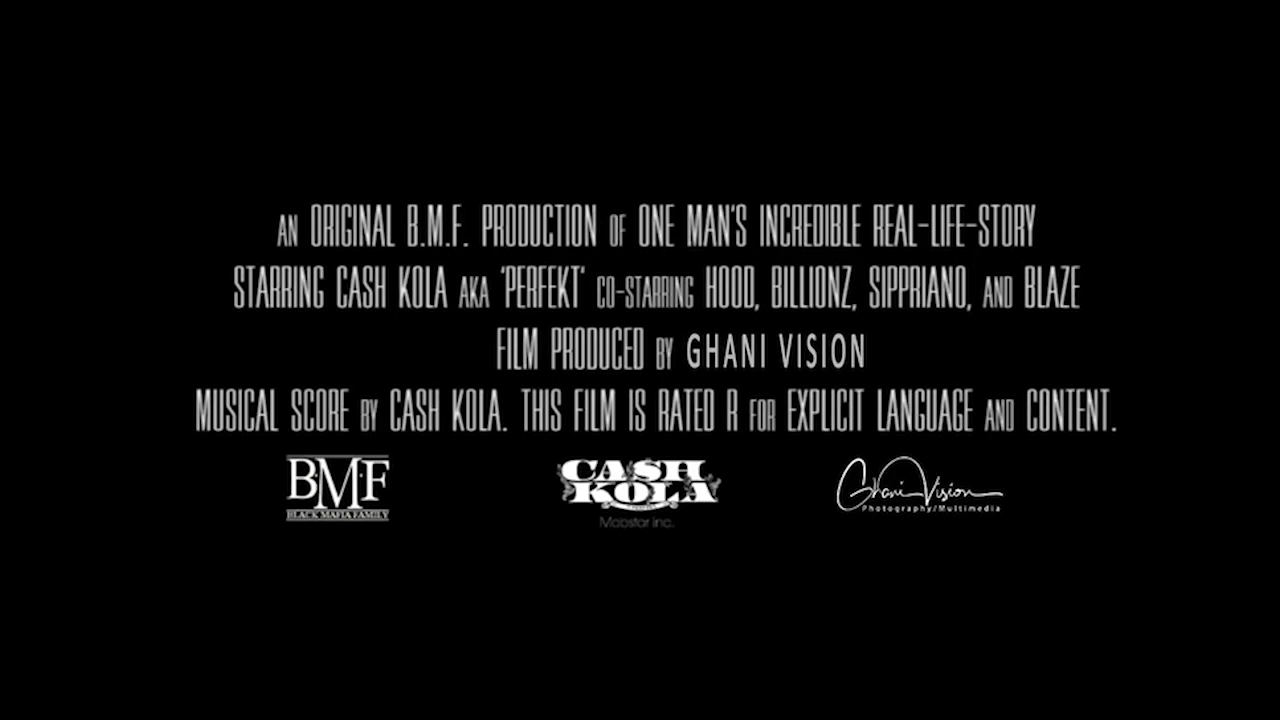 AN ORIGINAL B.M.F. PRODUCTION OF ONE MAN'S INCREDIBLE REAL-LIFE-STORY
STARRING CASH KOLA AKA 'PERFEKT' CO-STARRING HOOD, BILLIONZ, SIPPRIANO, AND BLAZE
FILM PRODUCED BY GHANI VISION
MUSICAL SCORE BY CASH KOLA. THIS FILM IS RATED R FOR EXPLICIT LANGUAGE AND CONTENT.
B.M.F
BLACK MAFIA FAMILY
CASH
KOLA
Mobstar Inc.
Ghani Vision
Photography/Multimedia